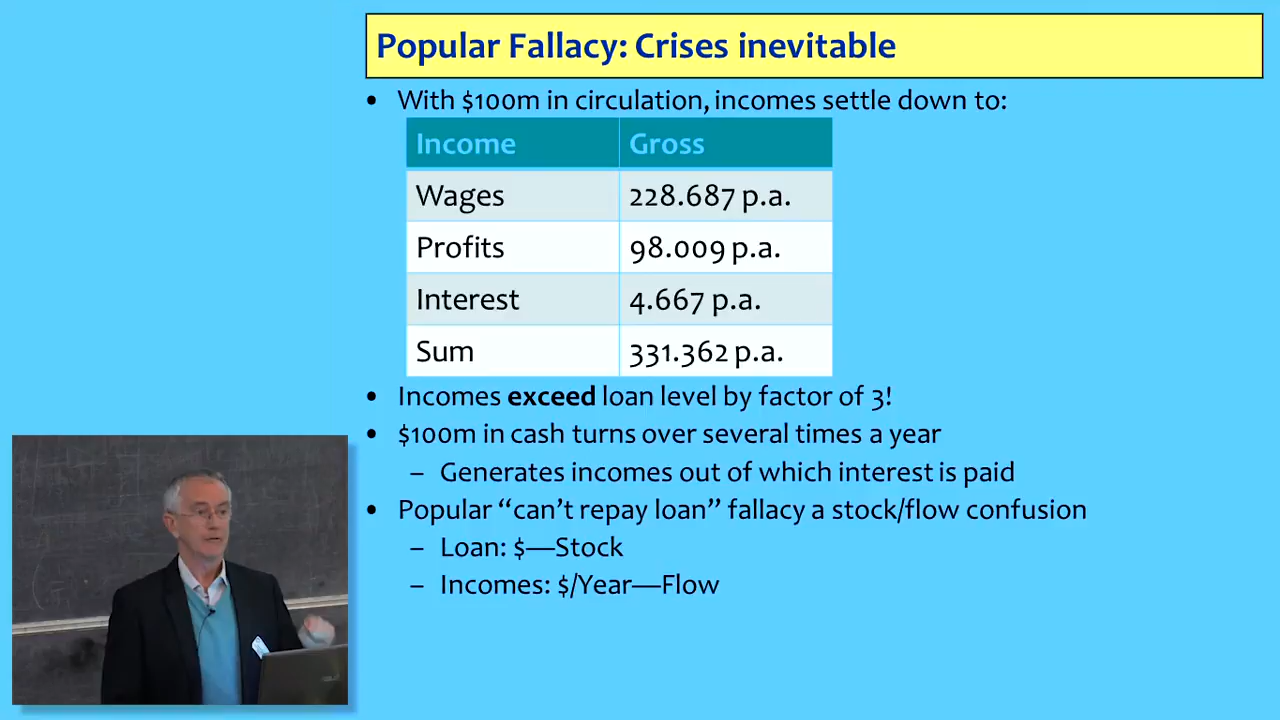 Popular Fallacy: Crises inevitable
• With $100m in circulation, incomes settle down to:
Income Gross
Wages 228.687 p.a.
Profits 98.009 p.a.
Interest 4.667 p.a.
Sum 331.362 p.a.
• Incomes exceed loan level by factor of 3!
• $100m in cash turns over several times a year
– Generates incomes out of which interest is paid
• Popular “can’t repay loan” fallacy a stock/flow confusion
– Loan: $—Stock
– Incomes: $/Year—Flow